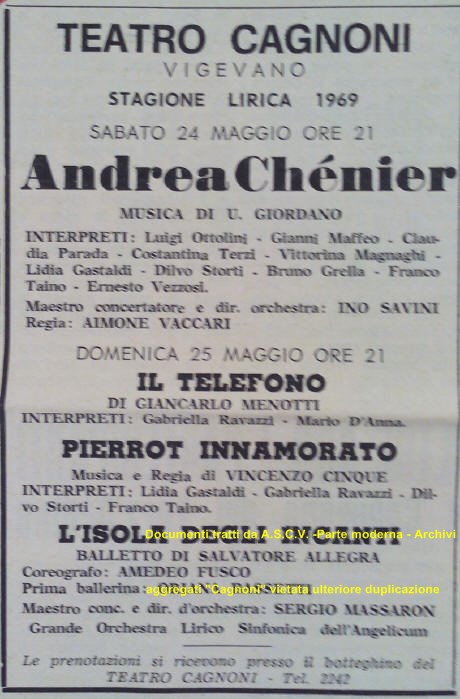 TEATRO CAGNONI
VIGEVANO
STAGIONE LIRICA 1969
SABATO 24 MAGGIO ORE 21
Andrea Chénier
MUSICA DI U. GIORDANO
INTERPRETI: Luigi Ottolini - Gianni Maffeo - Clau-
dia Parada - Costantina Terzi - Vittorina Magnaghi -
Lidia Gastaldi - Dilvo Storti - Bruno Grella - Franco
Taino - Ernesto Vezzosi.
Maestro concertatore e dir. orchestra: INO SAVINI
Regia: AIMONE VACCARI
DOMENICA 25 MAGGIO ORE 21
IL TELEFONO
DI GIANCARLO MENOTTI
INTERPRETI: Gabriella Ravazzi - Mario D'Anna.
PIERROT INNAMORATO
Musica e Regia di VINCENZO CINQUE
INTERPRETI: Lidia Gastaldi - Gabriella Ravazzi - Dil-
vo Storti - Franco Taino.
L'ISOLA DEGLI INCANTI
Documenti tratti da A.S.C.V. -Parte moderna - Archivi
BALLETTO DI SALVATORE ALLEGRA
Coreografo: AMEDEO FUSCO
Prima ballerina:
aggregati "Cagnoni" vietata ulteriore duplicazione
Maestro conc. e dir. d'orchestra: SERGIO MASSARON
Grande Orchestra Lirico Sinfonica dell'Angelicum
Le prenotazioni si ricevono presso il botteghino del
TEATRO CAGNONI - Tel. 2242